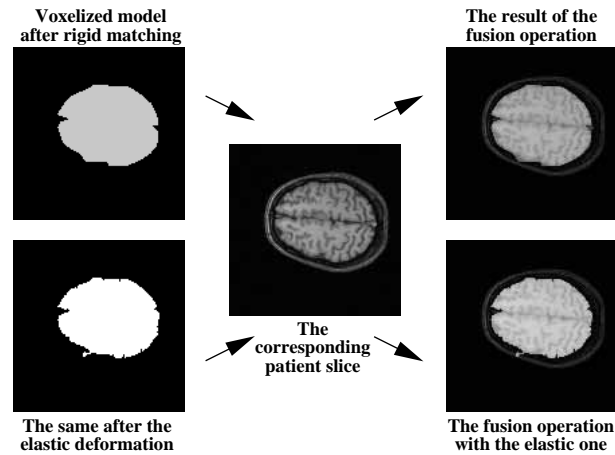 Voxelized model
after rigid matching
The result of the
fusion operation
The
corresponding
patient slice
The same after the
elastic deformation
The fusion operation
with the elastic one